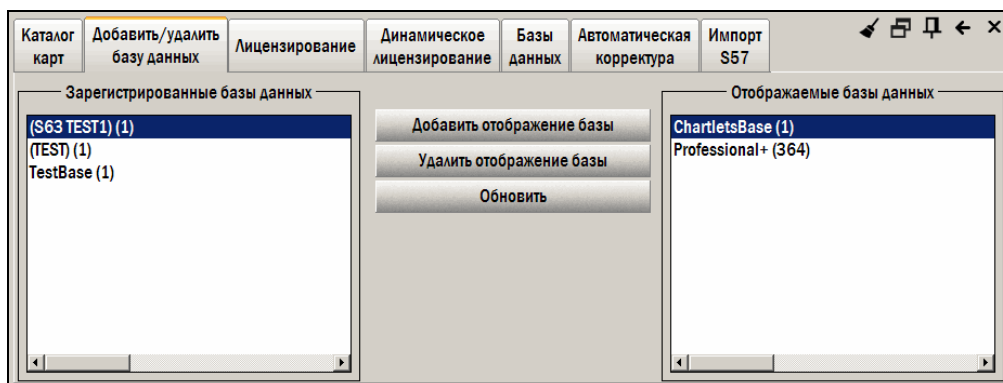 Каталог карт
Добавить/удалить базу данных
Лицензирование
Динамическое лицензирование
Базы данных
Автоматическая корректура
Импорт S57
Зарегистрированные базы данных
(S63 TEST1) (1)
(TEST) (1)
TestBase (1)
Добавить отображение базы
Удалить отображение базы
Обновить
Отображаемые базы данных
ChartletsBase (1)
Professional+ (364)